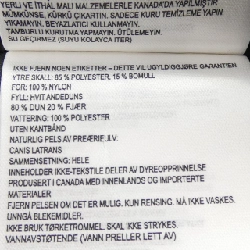 YERLİ VE İTHAL MALI MALZEMELERLE KANADA'DA YAPILMIŞTIR
MÜMKÜNSE, KÜRKÜ ÇIKARTIN. SADECE KURU TEMİZLEME YAPIN
YIKAMAYIN. BEYAZLATICI KULLANMAYIN.
TAMBURLU KURUTMA YAPMAYIN. ÜTÜLEMEYİN.
SU GEÇİRMEZ (SUYU KOLAYCA İTER)
IKKE FJERN NOEN ETIKETTER – DETTE VIL UGYLDIGGJØRE GARANTIEN
YTRE SKALL: 85 % POLYESTER, 15 % BOMULL
FOR: 100 % NYLON
FYLL: HVIT ANDEDUNS
80 % DUN 20 % FJÆR
VATTERING: 100 % POLYESTER
UTEN KANTBÅND
NATURLIG PELS AV PREÆRIE
CANIS LATRANS
SAMMENSETNING: HELE
INNEHOLDER IKKE-TEKSTILE DELER AV DYREOPPRINNELSE
PRODUSERT I CANADA MED INNENLANDS OG IMPORTERTE
MATERIALER
FJERN PELSEN OM DET ER MULIG. KUN RENSING. MÅ IKKE VASKES.
UNNGÅ BLEKEMIDLER.
IKKE BRUK TØRKETROMMEL. SKAL IKKE STRYKES.
VANNAVSTØTENDE (VANN PRELLER LETT AV)